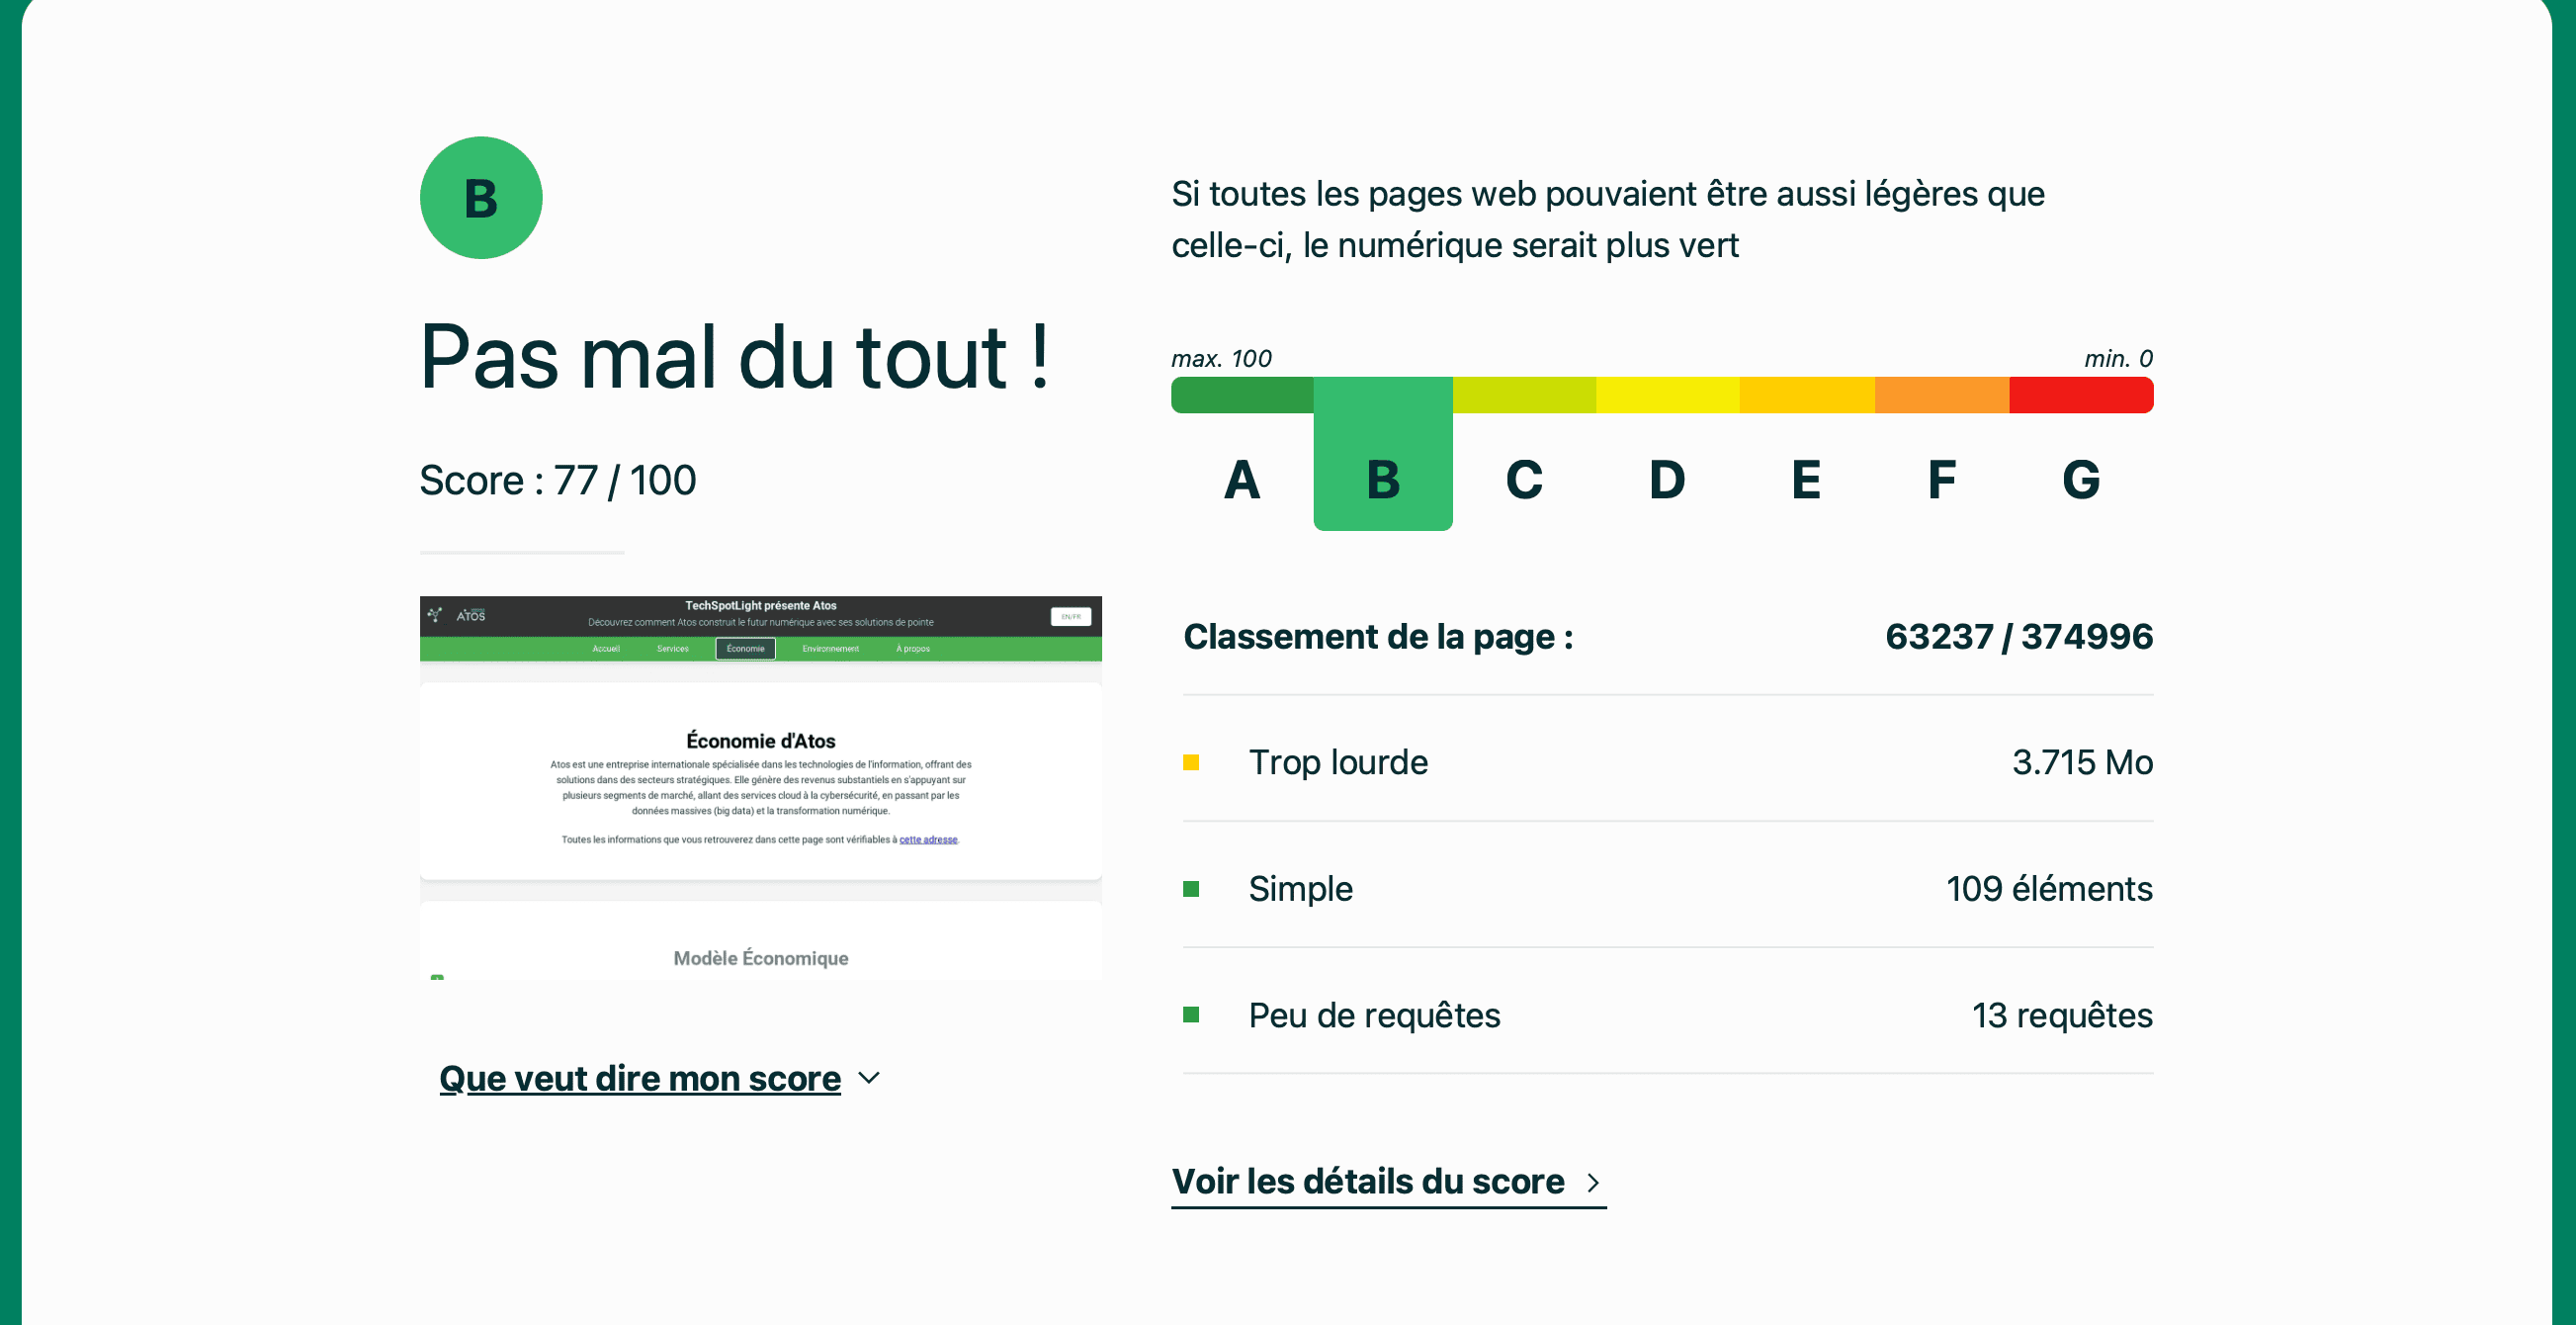 B
Pas mal du tout !
Score : 77 / 100
TechSpotLight présente Atos
Découvrez comment Atos construit le futur numérique avec ses solutions de pointe
ATOS
EN/FR
Accueil Services Économie Environnement À propos
Économie d'Atos
Atos est une entreprise internationale spécialisée dans les technologies de l'information, offrant des
solutions dans des secteurs stratégiques. Elle génère des revenus substantiels en s'appuyant sur
plusieurs segments de marché, allant des services cloud à la cybersécurité, en passant par les
données massives (big data) et la transformation numérique.
Toutes les informations que vous retrouverez dans cette page sont vérifiables à cette adresse.
Modèle Économique
Que veut dire mon score
Si toutes les pages web pouvaient être aussi légères que
celle-ci, le numérique serait plus vert
max. 100 min. 0
A B C D E F G
Classement de la page : 63237 / 374996
Trop lourde 3.715 Mo
Simple 109 éléments
Peu de requêtes 13 requêtes
Voir les détails du score